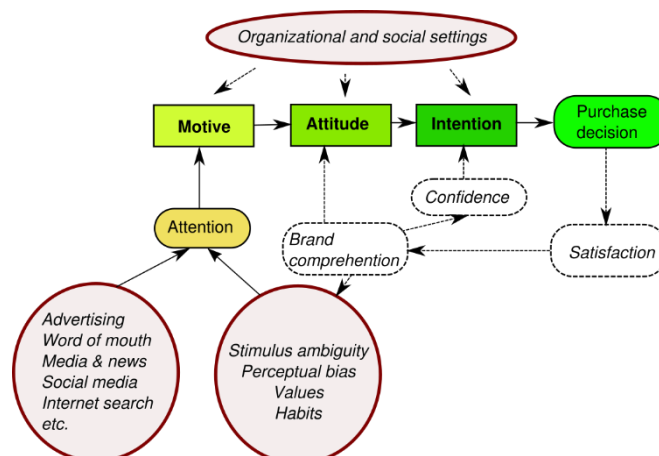 Organizational and social settings
Motive
Attitude
Intention
Purchase
decision
Confidence
Attention
Brand
comprehention
Satisfaction
Advertising
Word of mouth
Media & news
Social media
Internet search
etc.
Stimulus ambiguity
Perceptual bias
Values
Habits